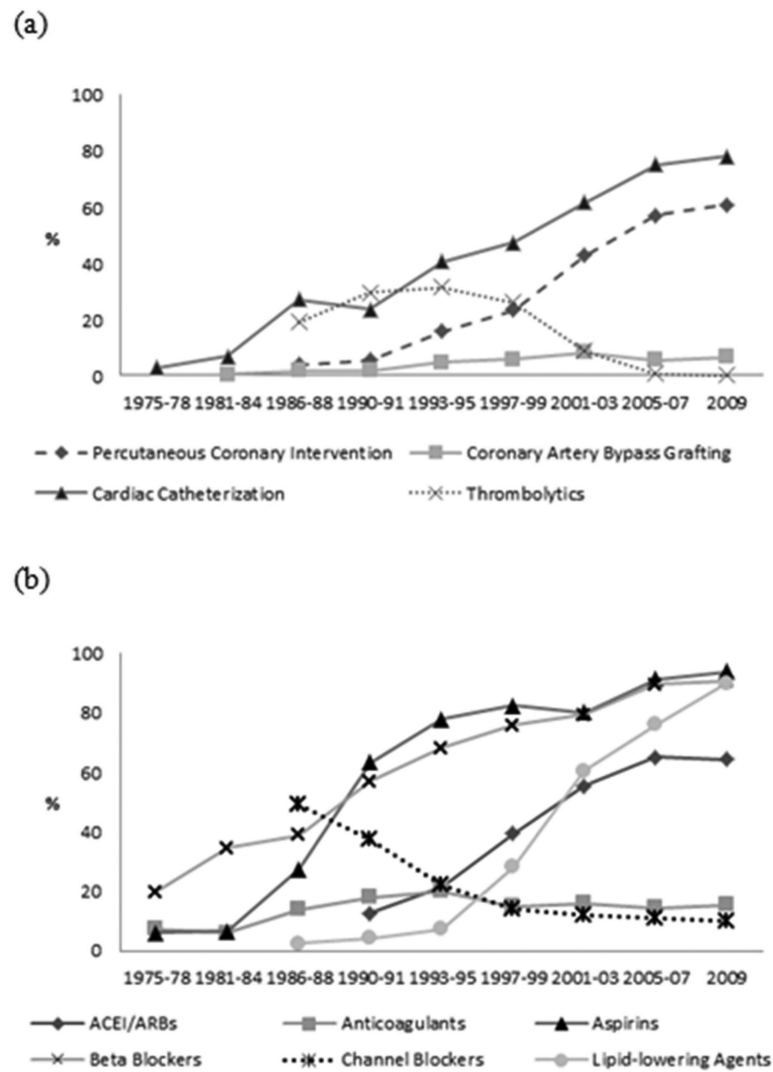 (a)
100
80
60
%
40
20
0
1975-78 1981-84 1986-88 1990-91 1993-95 1997-99 2001-03 2005-07 2009
Percutaneous Coronary Intervention Coronary Artery Bypass Grafting
Cardiac Catheterization Thrombolytics
(b)
100
80
60
%
40
20
0
1975-78 1981-84 1986-88 1990-91 1993-95 1997-99 2001-03 2005-07 2009
ACEI/ARBs Anticoagulants Aspirins
Beta Blockers Channel Blockers Lipid-lowering Agents